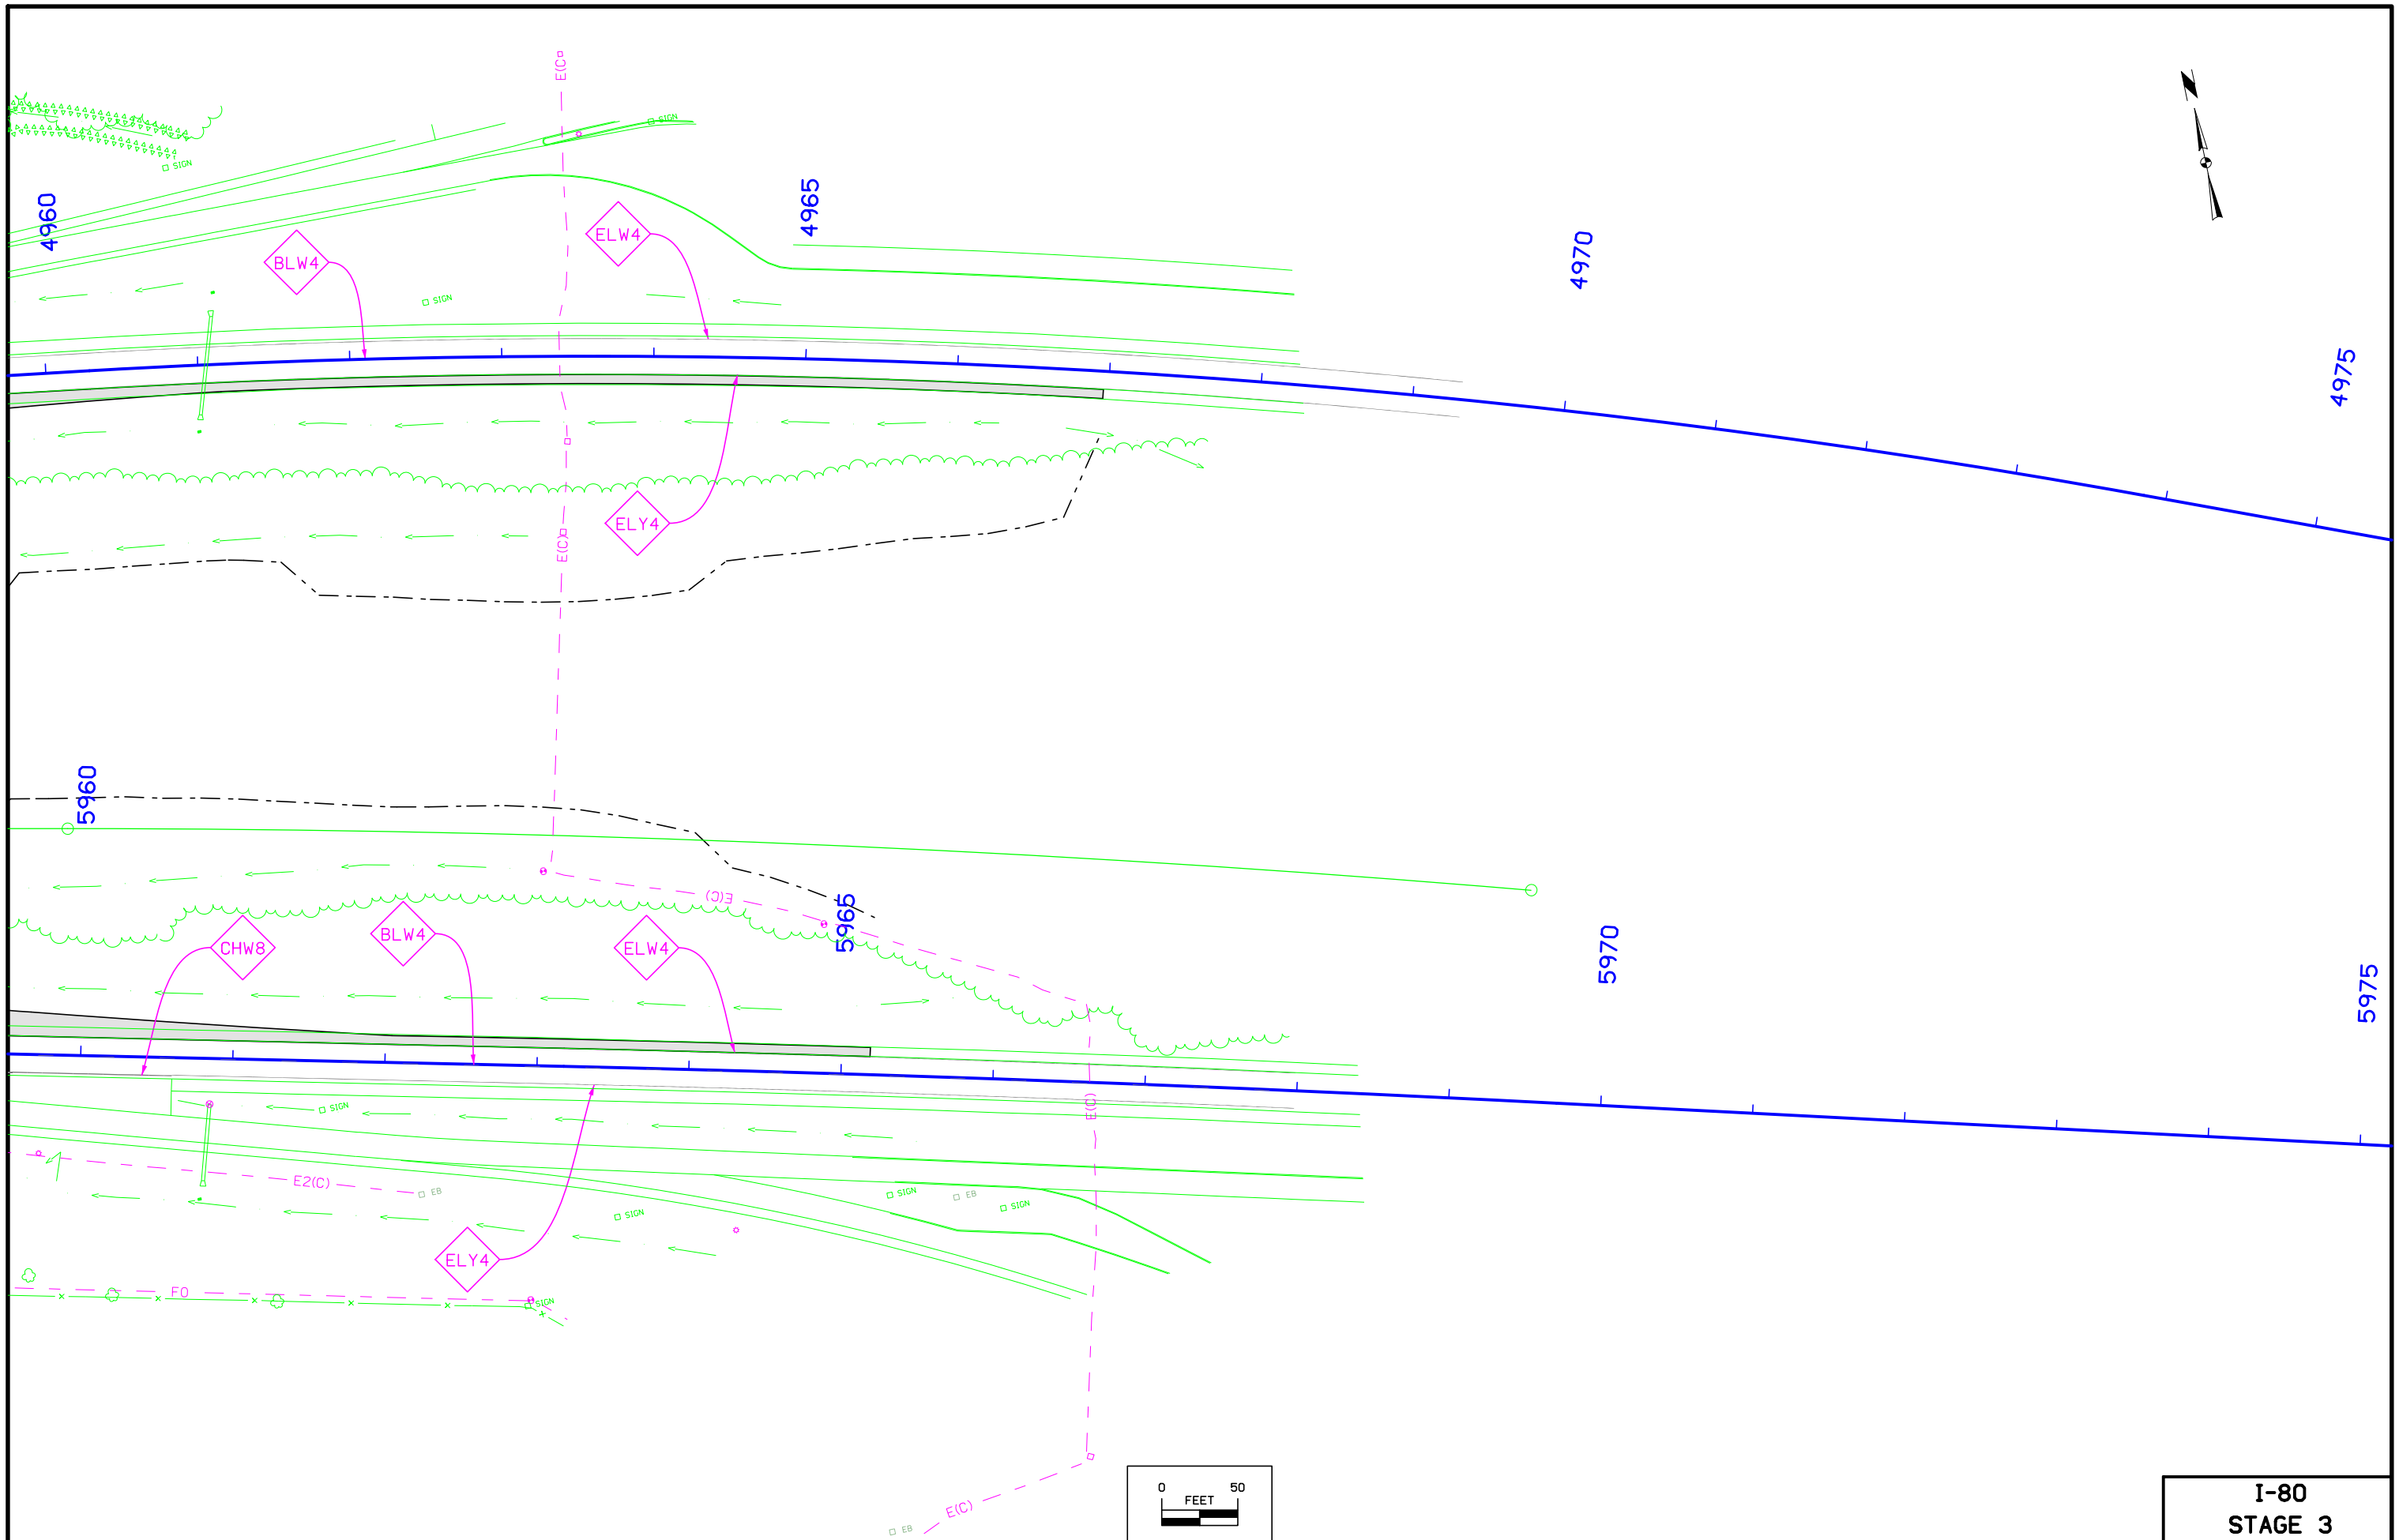 E(C
SIGN
SIGN
4960
4965
ELW4
4970
BLW4
SIGN
4975
ELY4
E(C)
5960
E(C)
5965
CHW8
BLW4
ELW4
5970
5975
SIGN
E(C)
E2(C)
EB
SIGN
EB
SIGN
SIGN
ELY4
FO
SIGN
0 50
FEET
E(C)
EB
I-80
STAGE 3